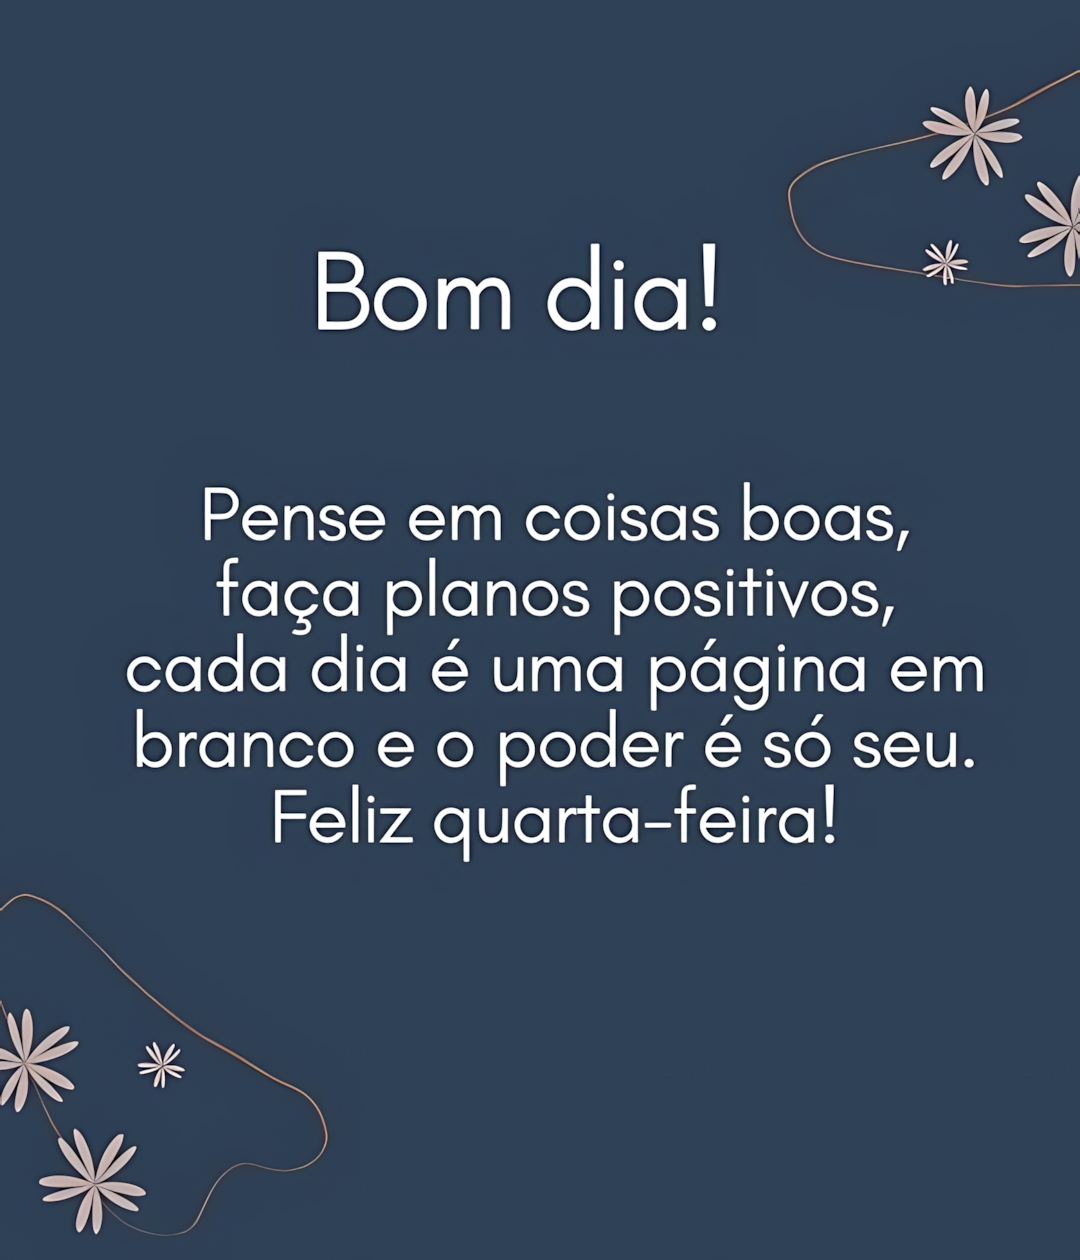 Bom dia!
Pense em coisas boas,
faça planos positivos,
cada dia é uma página em
branco e o poder é só seu.
Feliz quarta-feira!